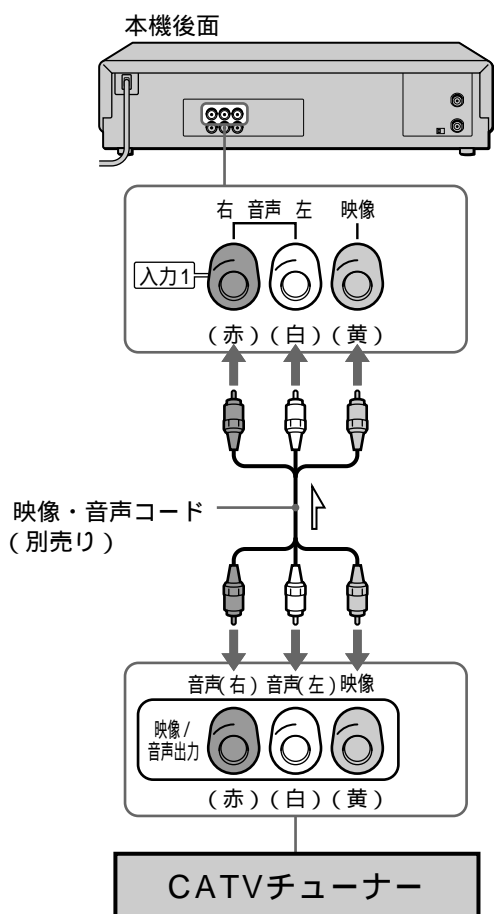 本機後面
右 音声 左 映像
入力1
(赤)(白)(黄)
映像・音声コード
(別売り)
音声(右) 音声(左) 映像
映像/
音声出力
(赤)(白)(黄)
CATVチューナー